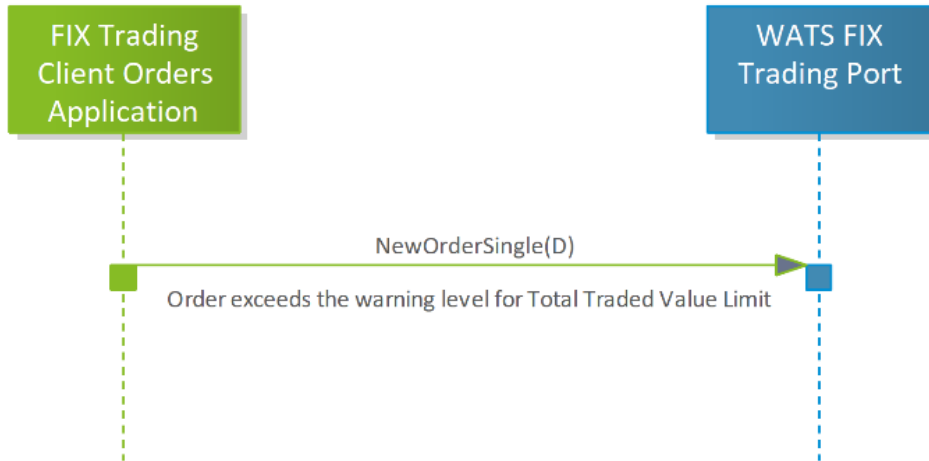 FIX Trading
Client Orders
Application
WATS FIX
Trading Port
NewOrderSingle(D)
Order exceeds the warning level for Total Traded Value Limit